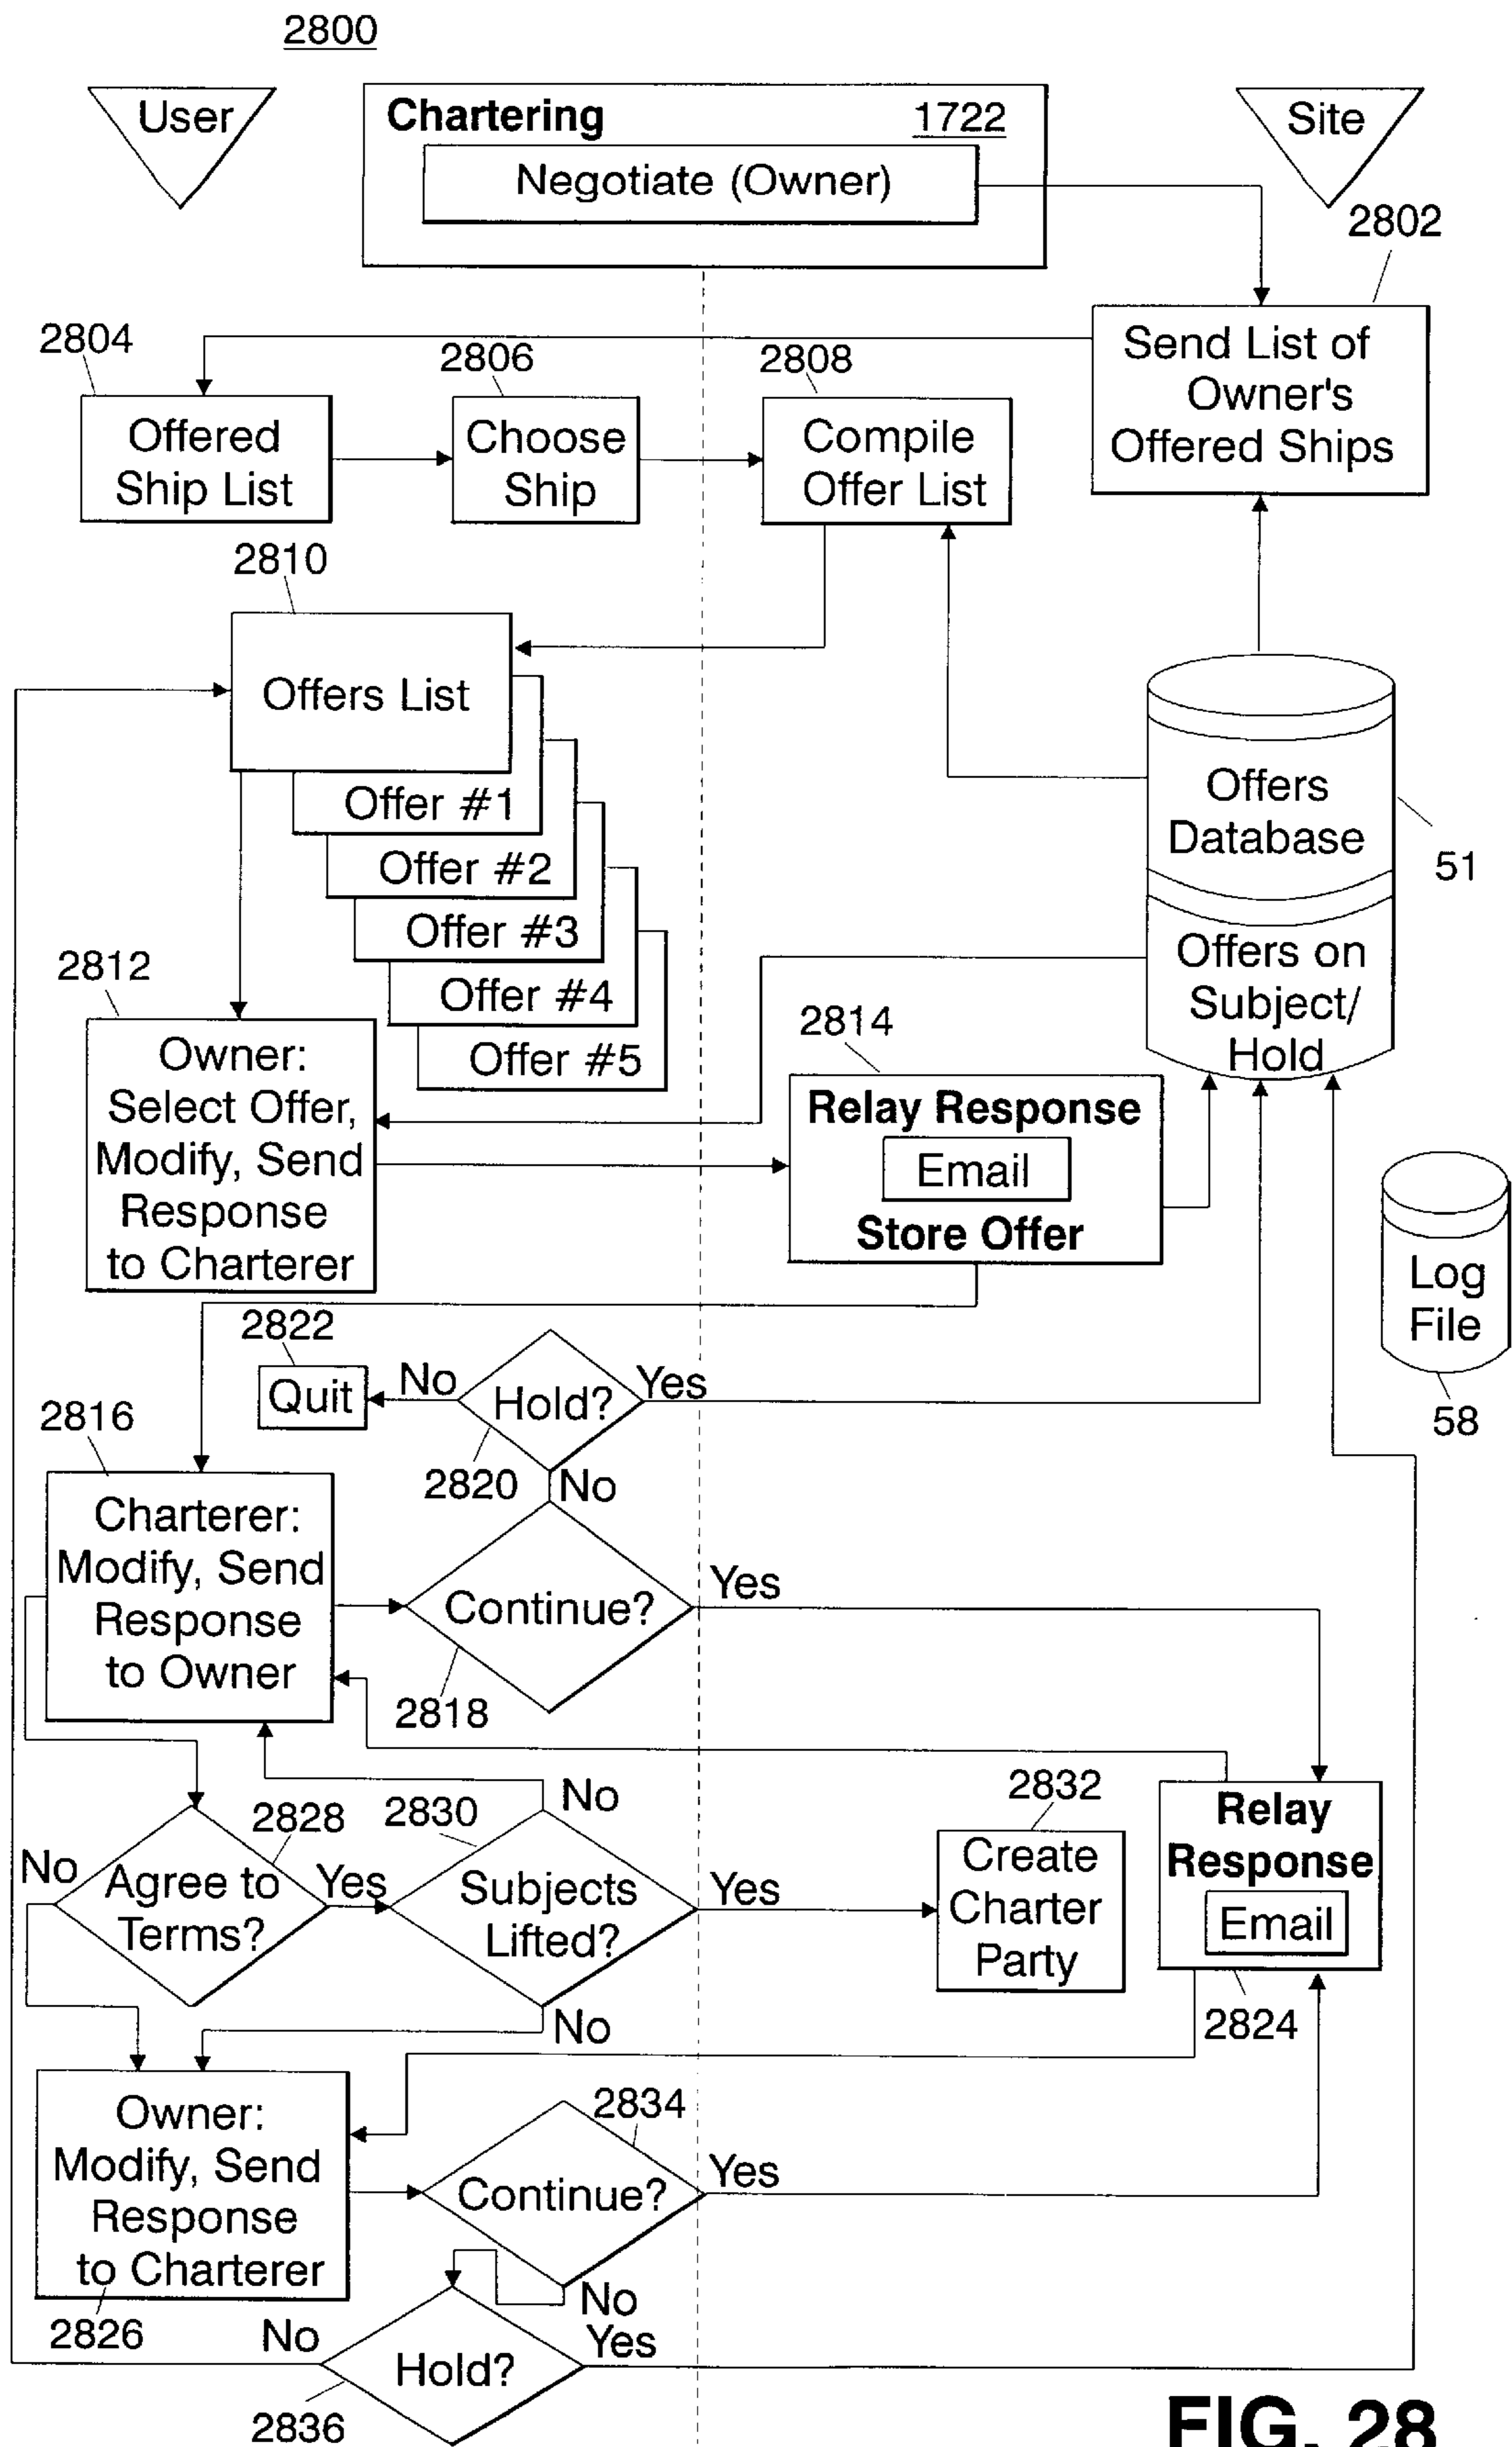 2800
User
Chartering
1722
Site
Negotiate (Owner)
2802
2804
2806
2808
Send List of
Owner's
Offered Ships
Offered
Ship List
Choose
Ship
Compile
Offer List
2810
Offers List
Offer #1
Offer #2
Offer #3
Offer #4
Offer #5
Offers
Database
51
Offers on
Subject/
Hold
2812
Owner:
Select Offer,
Modify, Send
Response
to Charterer
2814
Relay Response
Email
Store Offer
Log
File
58
2822
Quit
No
Hold?
Yes
2820
No
2816
Charterer:
Modify, Send
Response
to Owner
Continue?
Yes
2818
No
2828
2830
2832
No
Agree to
Terms?
Yes
Subjects
Lifted?
Yes
Create
Charter
Party
Relay
Response
Email
2824
No
Owner:
Modify, Send
Response
to Charterer
2826
2834
Continue?
Yes
No
No
Hold?
Yes
2836
FIG. 28